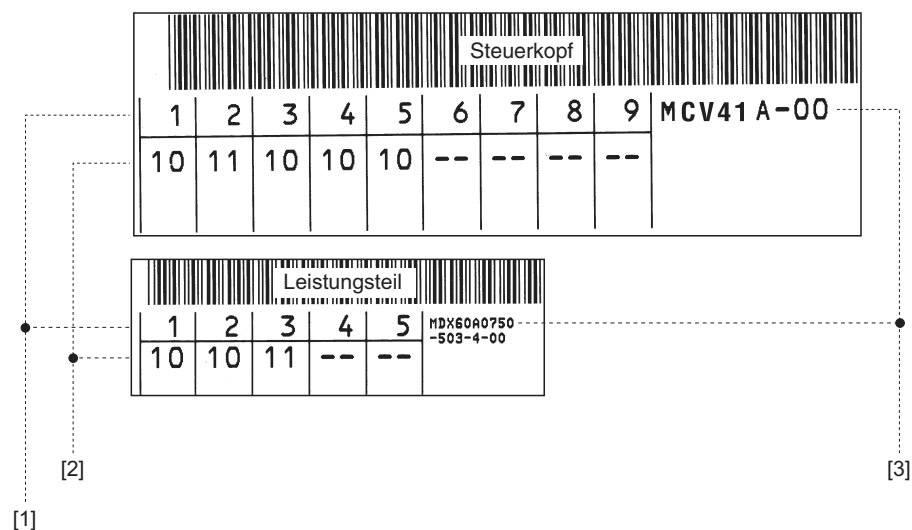 Steuerkopf
1 2 3 4 5 6 7 8 9 MCV41 A-00
10 11 10 10 10 -- -- -- --
Leistungsteil
1 2 3 4 5 MDX60A0750
-503-4-00
10 10 11 -- --
[2] [3]
[1]